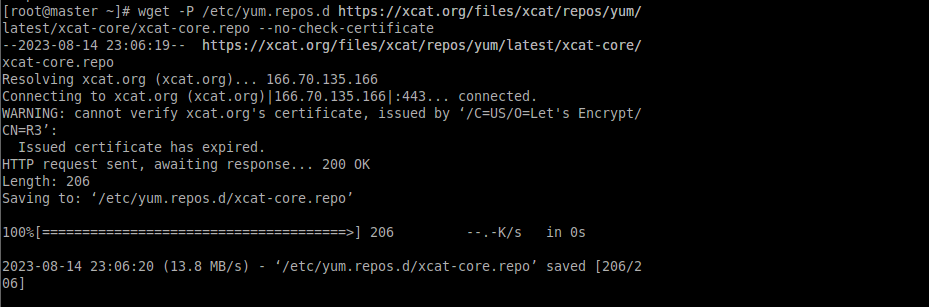 [root@master ~]# wget -P /etc/yum.repos.d https://xcat.org/files/xcat/repos/yum/
latest/xcat-core/xcat-core.repo --no-check-certificate
--2023-08-14 23:06:19--  https://xcat.org/files/xcat/repos/yum/latest/xcat-core/
xcat-core.repo
Resolving xcat.org (xcat.org)... 166.70.135.166
Connecting to xcat.org (xcat.org)|166.70.135.166|:443... connected.
WARNING: cannot verify xcat.org's certificate, issued by ‘/C=US/O=Let's Encrypt/
CN=R3’:
  Issued certificate has expired.
HTTP request sent, awaiting response... 200 OK
Length: 206
Saving to: ‘/etc/yum.repos.d/xcat-core.repo’

100%[======================================>] 206         --.-K/s   in 0s

2023-08-14 23:06:20 (13.8 MB/s) - ‘/etc/yum.repos.d/xcat-core.repo’ saved [206/2
06]